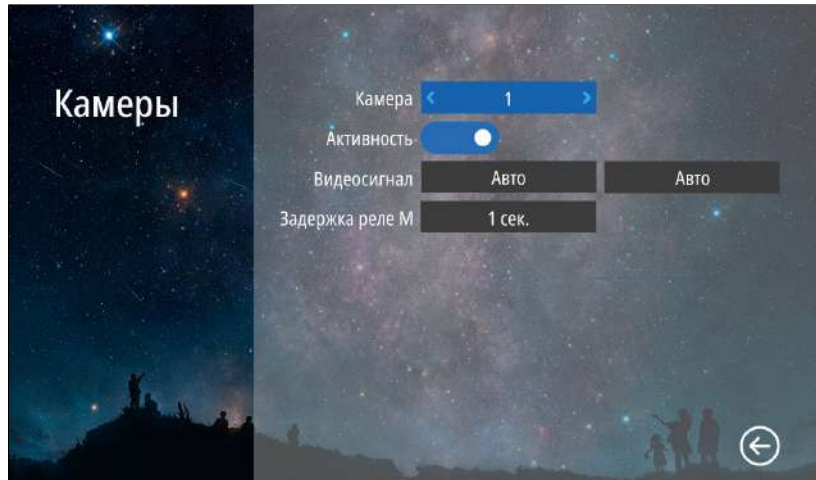 Камеры
Камера 1
Активность
Видеосигнал Авто Авто
Задержка реле М 1 сек.